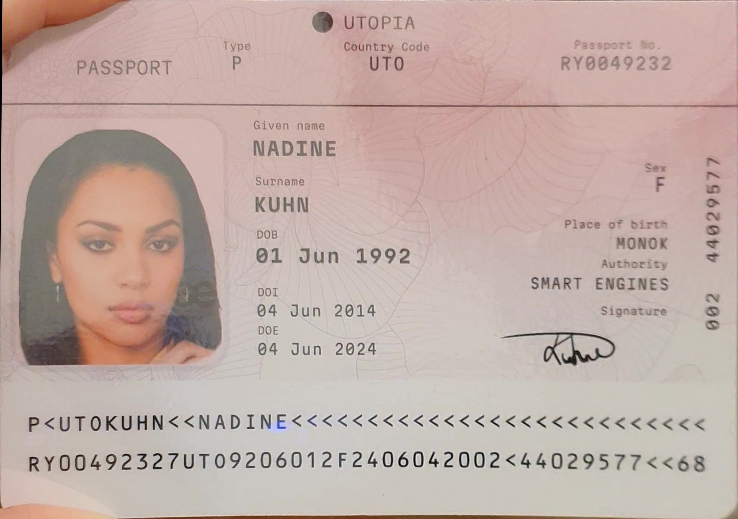 UTOPIA
Type Country Code Passport No.
PASSPORT P UTO RY0049232
Given name
NADINE
Surname
KUHN
DOB
01 Jun 1992
DOI
04 Jun 2014
DOE
04 Jun 2024
Sex
F
Place of birth
MONOK
Authority
SMART ENGINES
Signature
Kuhne
002 44029577
P<UTOKUHN<<NADINE<<<<<<<<<<<<<<<<<<<<<<<<<<<
RY00492327UTO9206012F2406042002<44029577<<68